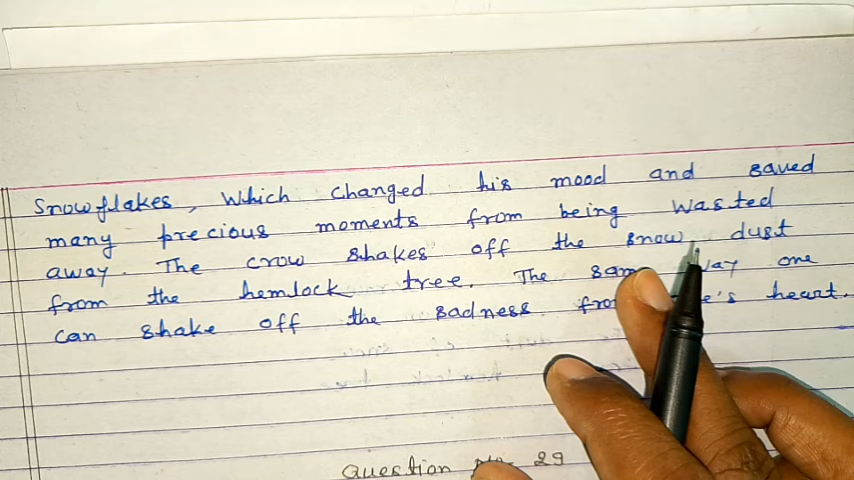 Snowflakes, Which changed his mood and saved
many precious moments from being wasted
away. The crow shakes off the snow dust
from the hemlock tree. The same way one
can shake off the sadness from one's heart.
Question No. 29